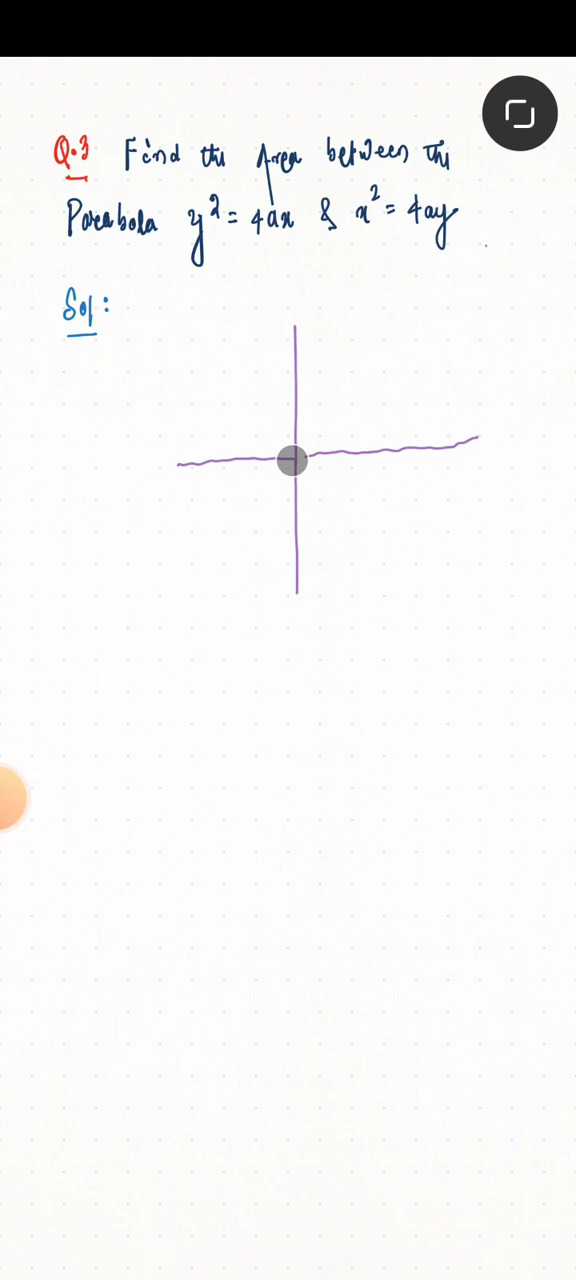 Q.3 Find the Area between the
Parabola y² = 4ax & x² = 4ay
Sol: